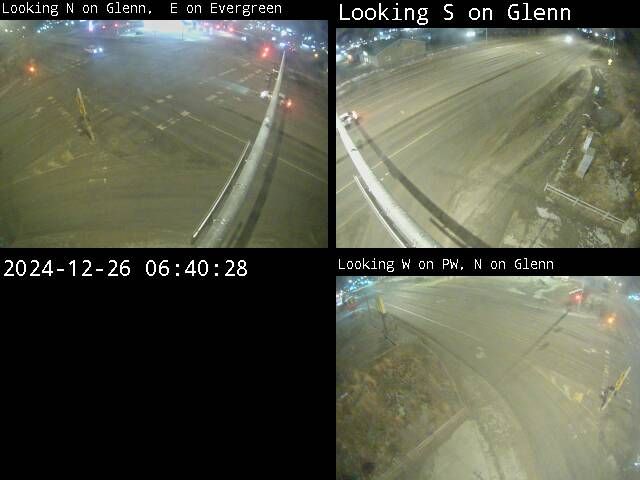 Looking N on Glenn,  E on Evergreen
Looking S on Glenn
2024-12-26 06:40:28
Looking W on PW, N on Glenn